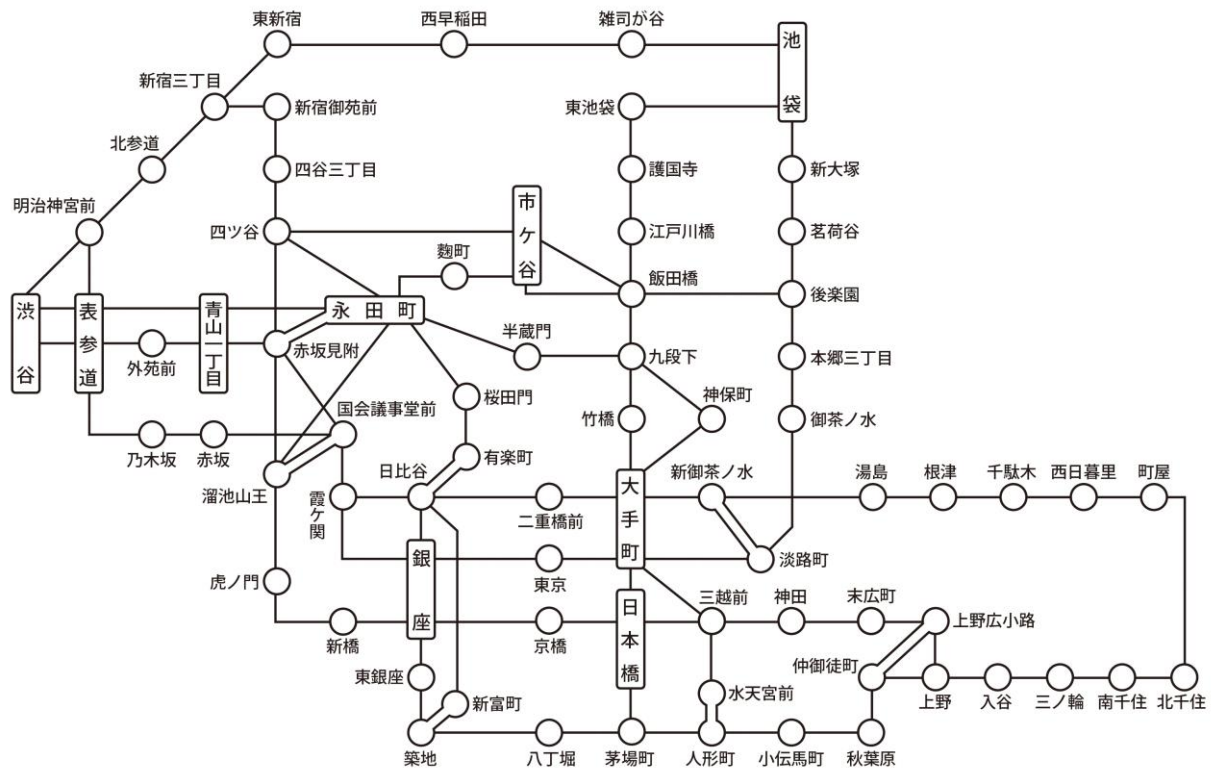 東新宿
西早稲田
雑司が谷
池袋
新宿三丁目
新宿御苑前
東池袋
北参道
四谷三丁目
護国寺
新大塚
明治神宮前
四ツ谷
市ケ谷
江戸川橋
茗荷谷
麴町
飯田橋
後楽園
渋谷
表参道
青山一丁目
永田町
外苑前
赤坂見附
半蔵門
九段下
本郷三丁目
桜田門
神保町
国会議事堂前
竹橋
御茶ノ水
乃木坂
赤坂
日比谷
有楽町
新御茶ノ水
湯島
根津
千駄木
西日暮里
町屋
溜池山王
霞ケ関
二重橋前
大手町
淡路町
虎ノ門
銀座
東京
三越前
神田
末広町
上野広小路
新橋
京橋
日本橋
仲御徒町
東銀座
新富町
水天宮前
上野
入谷
三ノ輪
南千住
北千住
築地
八丁堀
茅場町
人形町
小伝馬町
秋葉原